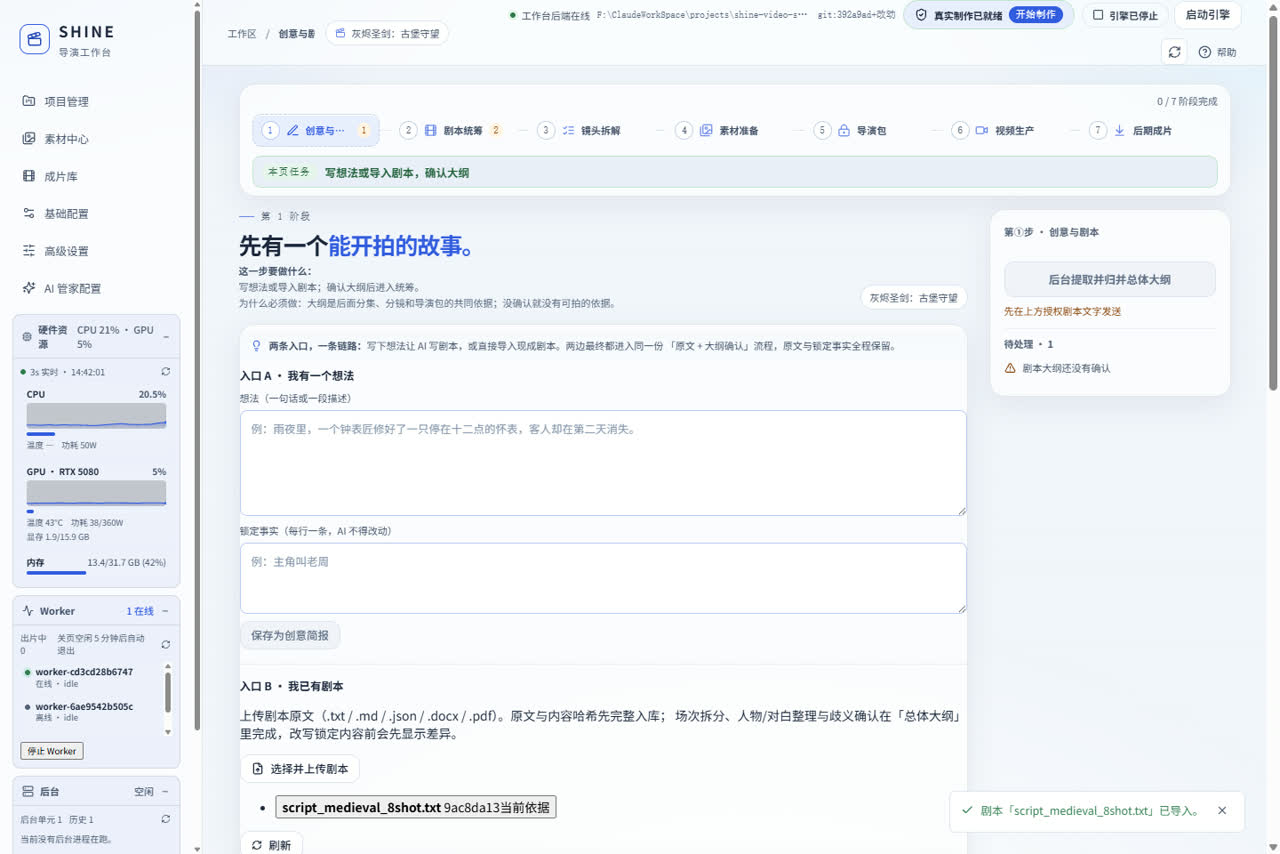 SHINE
导演工作台
项目管理
素材中心
成片库
基础配置
高级设置
AI 管家配置
硬件资源 CPU 21% · GPU 5%
3s 实时 · 14:42:01
CPU 20.5%
温度 — 功耗 50W
GPU · RTX 5080 5%
温度 43°C 功耗 38/360W
显存 1.9/15.9 GB
内存 13.4/31.7 GB (42%)
Worker 1 在线
出片中 0 关页空闲 5 分钟后自动退出
worker-cd3cd28b6747
在线 · idle
worker-6ae9542b505c
离线 · idle
停止 Worker
后台 空闲
后台单元 1 历史 1
当前没有后台进程在跑。
工作区 / 创意与剧
灰烬圣剑：古堡守望
工作台后端在线 F:\ClaudeWorkSpace\projects\shine-video-s··· git:392a9ad+改动
真实制作已就绪 开始制作
引擎已停止
启动引擎
帮助
0 / 7 阶段完成
1 创意与··· 1
2 剧本统筹 2
3 镜头拆解
4 素材准备
5 导演包
6 视频生产
7 后期成片
本页任务 写想法或导入剧本，确认大纲
第 1 阶段
先有一个能开拍的故事。
这一步要做什么：
写想法或导入剧本；确认大纲后进入统筹。
为什么必须做：大纲是后面分集、分镜和导演包的共同依据；没确认就没有可拍的依据。
灰烬圣剑：古堡守望
两条入口，一条链路：写下想法让 AI 写剧本，或直接导入现成剧本。两边最终都进入同一份「原文 + 大纲确认」流程，原文与锁定事实全程保留。
入口 A · 我有一个想法
想法（一句话或一段描述）
例：雨夜里，一个钟表匠修好了一只停在十二点的怀表，客人却在第二天消失。
锁定事实（每行一条，AI 不得改动）
例：主角叫老周
保存为创意简报
入口 B · 我已有剧本
上传剧本原文（.txt / .md / .json / .docx / .pdf）。原文与内容哈希先完整入库； 场次拆分、人物/对白整理与歧义确认在「总体大纲」
里完成，改写锁定内容前会先显示差异。
选择并上传剧本
script_medieval_8shot.txt 9ac8da13当前依据
刷新
第①步 · 创意与剧本
后台提取并归并总体大纲
先在上方授权剧本文字发送
待处理 · 1
剧本大纲还没有确认
剧本「script_medieval_8shot.txt」已导入。